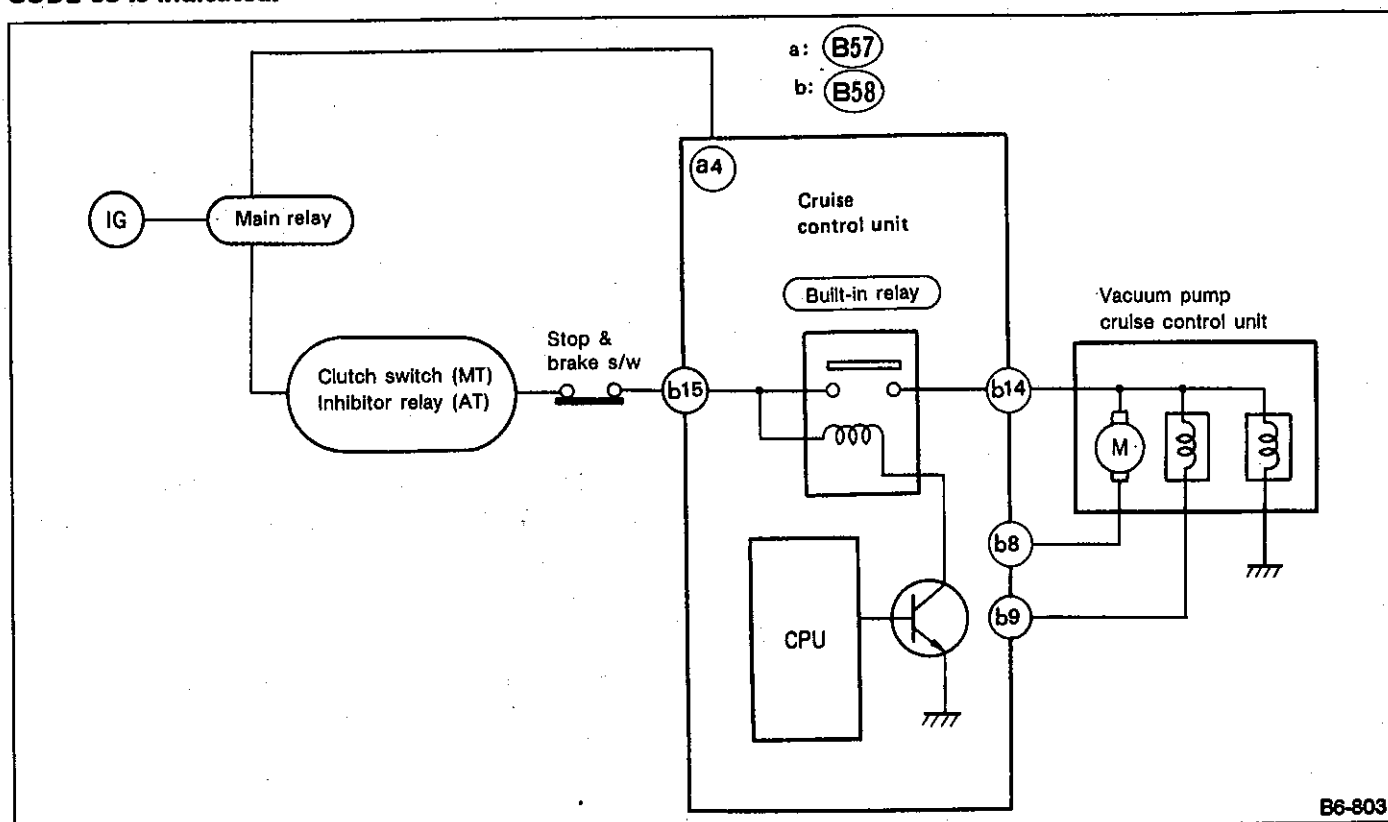 a: B57
b: B58
a4
Cruise
control unit
IG
Main relay
Built-in relay
Vacuum pump
cruise control unit
Stop &
brake s/w
Clutch switch (MT)
Inhibitor relay (AT)
b15
b14
M
b8
b9
CPU
B6-803